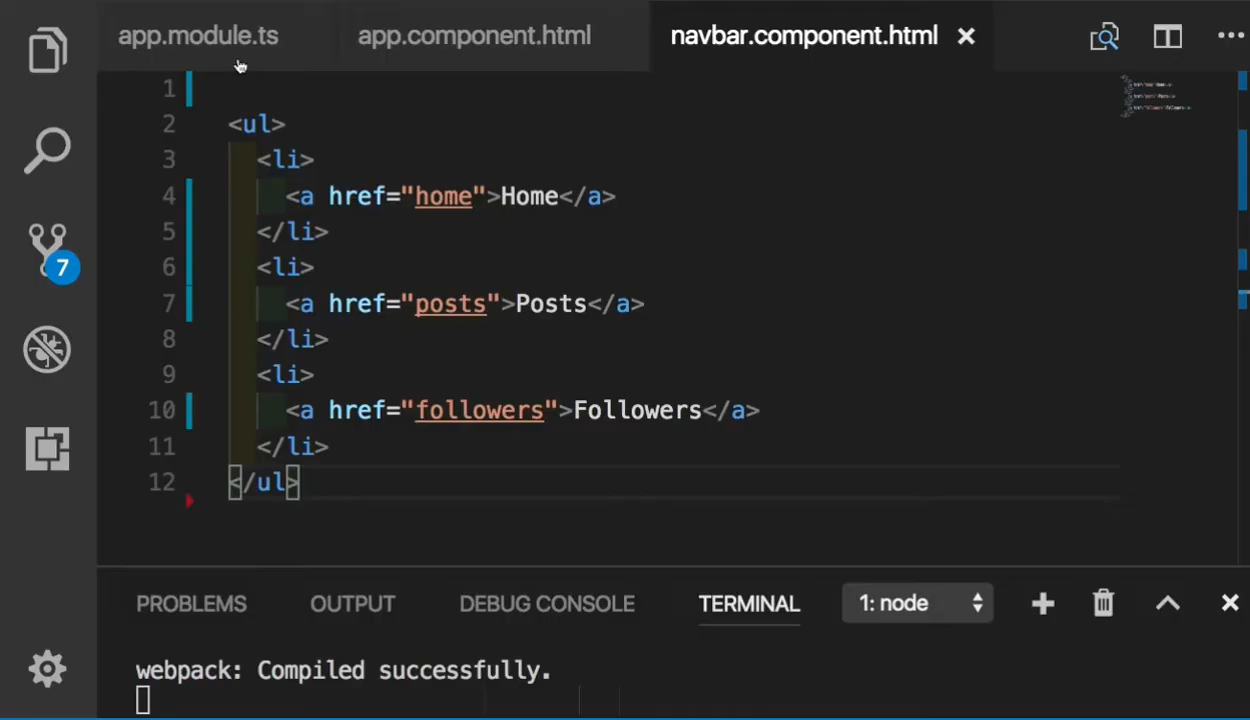 app.module.ts app.component.html navbar.component.html
1
2 <ul>
3 <li>
4 <a href="home">Home</a>
5 </li>
6 <li>
7 <a href="posts">Posts</a>
8 </li>
9 <li>
10 <a href="followers">Followers</a>
11 </li>
12 </ul>
7
PROBLEMS OUTPUT DEBUG CONSOLE TERMINAL 1: node
webpack: Compiled successfully.